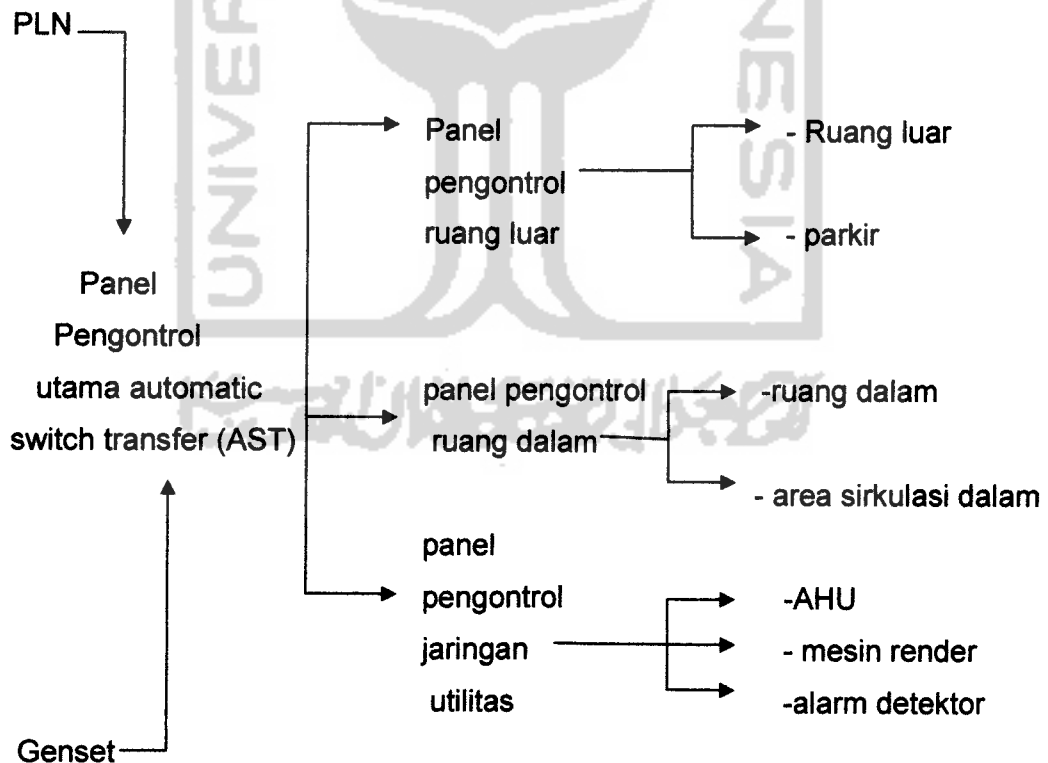 PLN
Panel
pengontrol
ruang luar
- Ruang luar
- parkir
Panel
Pengontrol
utama automatic
switch transfer (AST)
panel pengontrol
ruang dalam
-ruang dalam
- area sirkulasi dalam
panel
pengontrol
jaringan
utilitas
-AHU
- mesin render
-alarm detektor
Genset